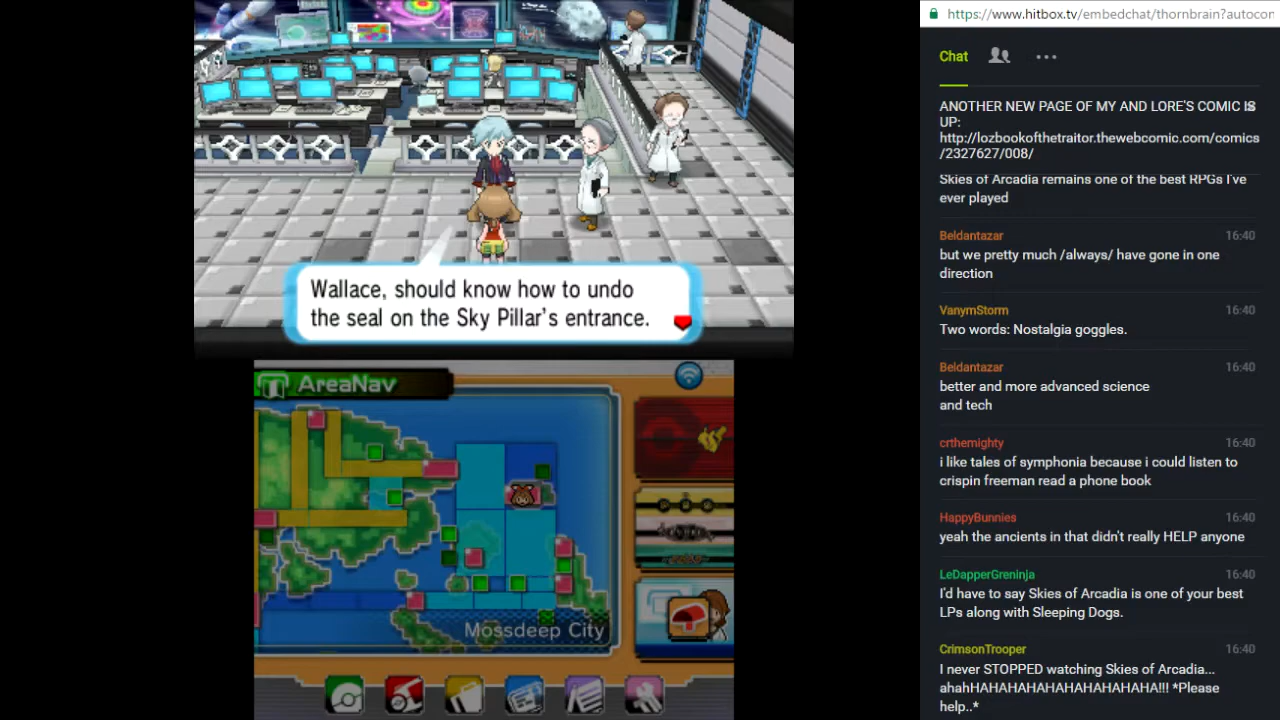 Wallace, should know how to undo
the seal on the Sky Pillar's entrance.
AreaNav
Mossdeep City
https://www.hitbox.tv/embedchat/thornbrain?autocon
Chat
ANOTHER NEW PAGE OF MY AND LORE'S COMIC IS
UP:
http://lozbookofthetraitor.thewebcomic.com/comics
/2327627/008/
Skies of Arcadia remains one of the best RPGs I've
ever played
Beldantazar 16:40
but we pretty much /always/ have gone in one
direction
VanymStorm 16:40
Two words: Nostalgia goggles.
Beldantazar 16:40
better and more advanced science
and tech
crthemighty 16:40
i like tales of symphonia because i could listen to
crispin freeman read a phone book
HappyBunnies 16:40
yeah the ancients in that didn't really HELP anyone
LeDapperGreninja 16:40
I'd have to say Skies of Arcadia is one of your best
LPs along with Sleeping Dogs.
CrimsonTrooper 16:40
I never STOPPED watching Skies of Arcadia...
ahahHAHAHAHAHAHAHAHAHA!!! *Please
help..*